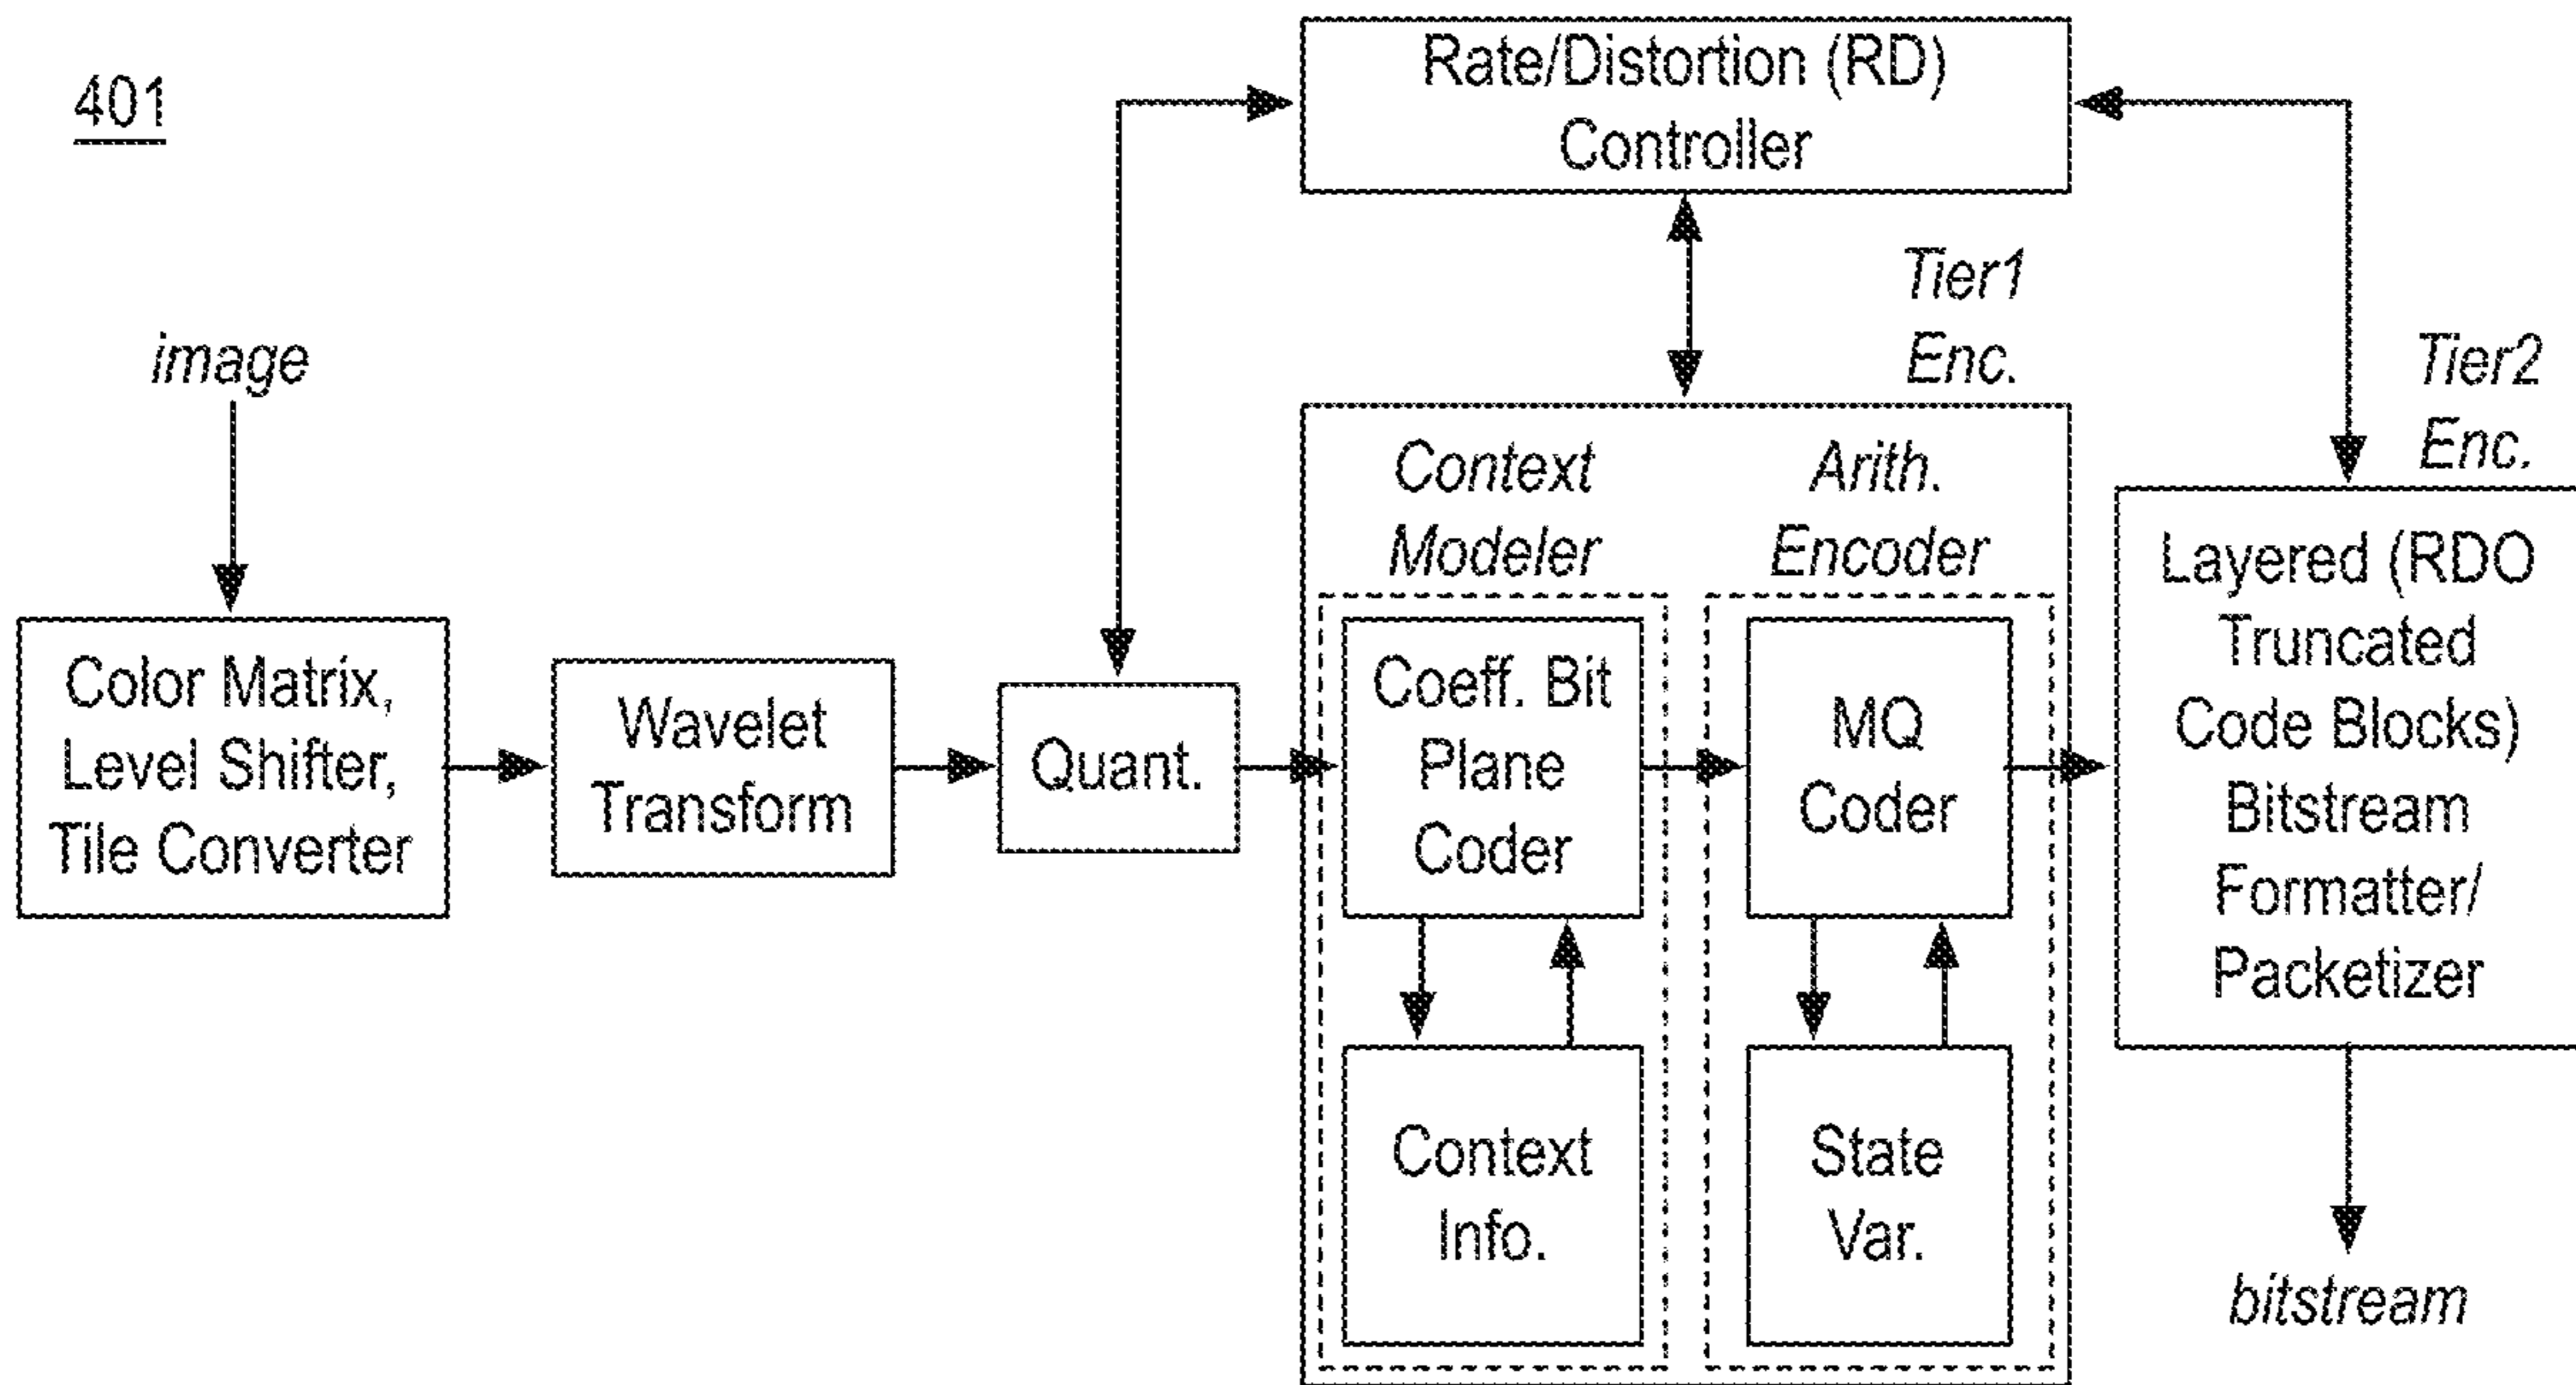 401
Rate/Distortion (RD)
Controller
image
Tier1
Enc.
Tier2
Enc.
Color Matrix,
Level Shifter,
Tile Converter
Wavelet
Transform
Quant.
Context
Modeler
Coeff. Bit
Plane
Coder
Context
Info.
Arith.
Encoder
MQ
Coder
State
Var.
Layered (RDO
Truncated
Code Blocks)
Bitstream
Formatter/
Packetizer
bitstream